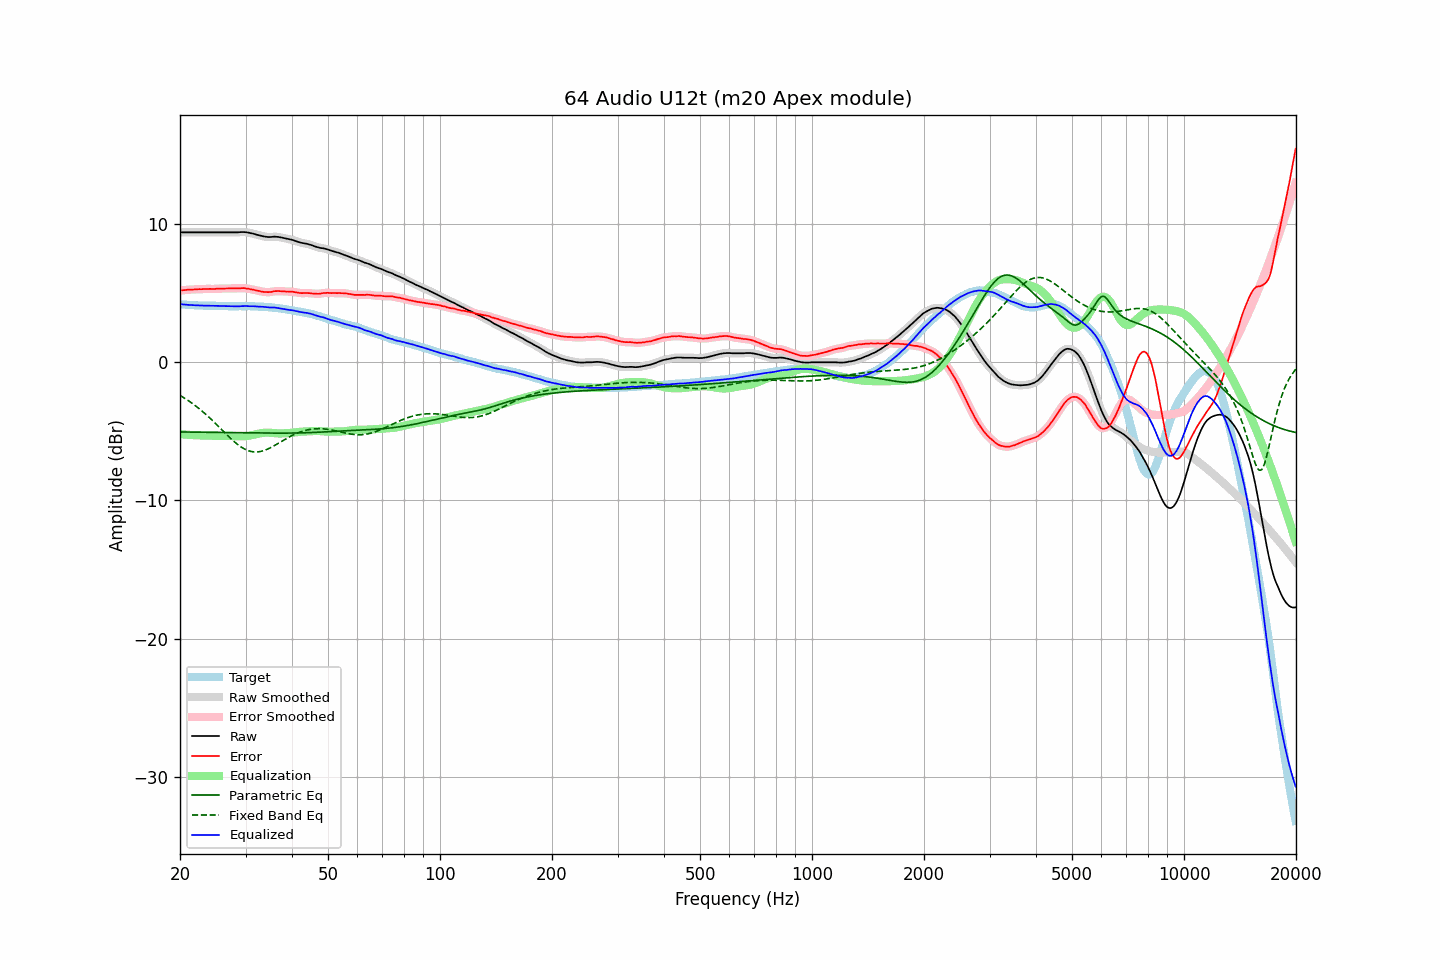 64 Audio U12t (m20 Apex module)
Amplitude (dBr)
10
0
−10
−20
−30
Target
Raw Smoothed
Error Smoothed
Raw
Error
Equalization
Parametric Eq
Fixed Band Eq
Equalized
20 50 100 200 500 1000 2000 5000 10000 20000
Frequency (Hz)